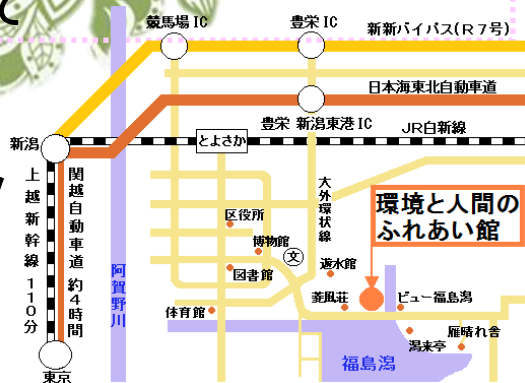 競馬場 IC
豊栄 IC
新新バイパス(R7号)
日本海東北自動車道
豊栄 新潟東港 IC
JR白新線
新潟
とよさか
上越新幹線 110分
関越自動車道 約4時間
大外環状線
環境と人間の
ふれあい館
区役所
博物館
文
図書館
遊水館
菱風荘
ビュー福島潟
体育館
阿賀野川
潟来亭
雁晴れ舎
福島潟
東京